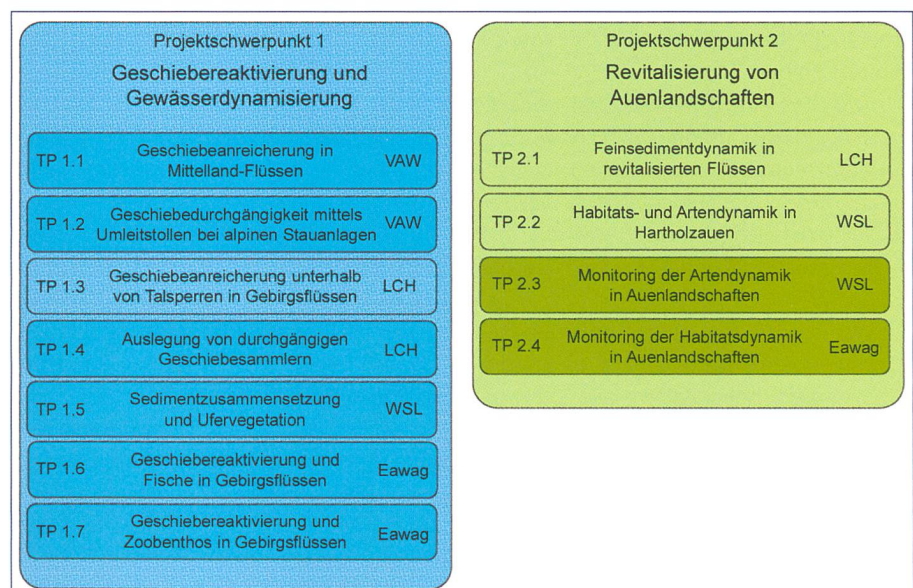 Projektschwerpunkt 1
Geschiebereaktivierung und
Gewässerdynamisierung
TP 1.1 Geschiebeanreicherung in Mittelland-Flüssen VAW
TP 1.2 Geschiebedurchgängigkeit mittels Umleitstollen bei alpinen Stauanlagen VAW
TP 1.3 Geschiebeanreicherung unterhalb von Talsperren in Gebirgsflüssen LCH
TP 1.4 Auslegung von durchgängigen Geschiebesammlern LCH
TP 1.5 Sedimentzusammensetzung und Ufervegetation WSL
TP 1.6 Geschiebereaktivierung und Fische in Gebirgsflüssen Eawag
TP 1.7 Geschiebereaktivierung und Zoobenthos in Gebirgsflüssen Eawag
Projektschwerpunkt 2
Revitalisierung von
Auenlandschaften
TP 2.1 Feinsedimentdynamik in revitalisierten Flüssen LCH
TP 2.2 Habitats- und Artendynamik in Hartholzauen WSL
TP 2.3 Monitoring der Artendynamik in Auenlandschaften WSL
TP 2.4 Monitoring der Habitatsdynamik in Auenlandschaften Eawag